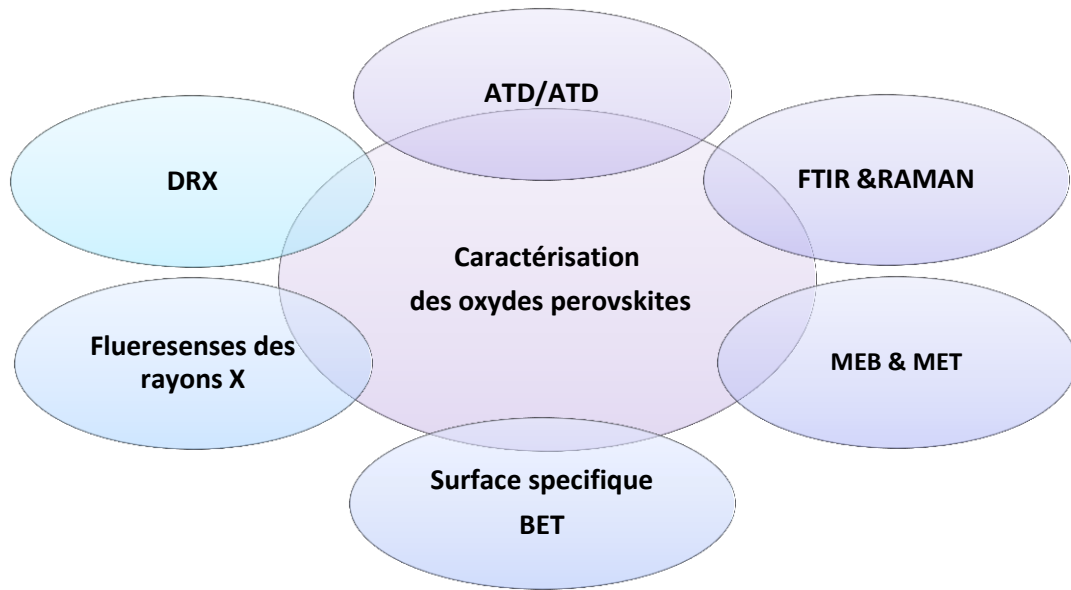 ATD/ATD
DRX
FTIR &RAMAN
Caractérisation
des oxydes perovskites
Flueresenses des
rayons X
MEB & MET
Surface specifique
BET